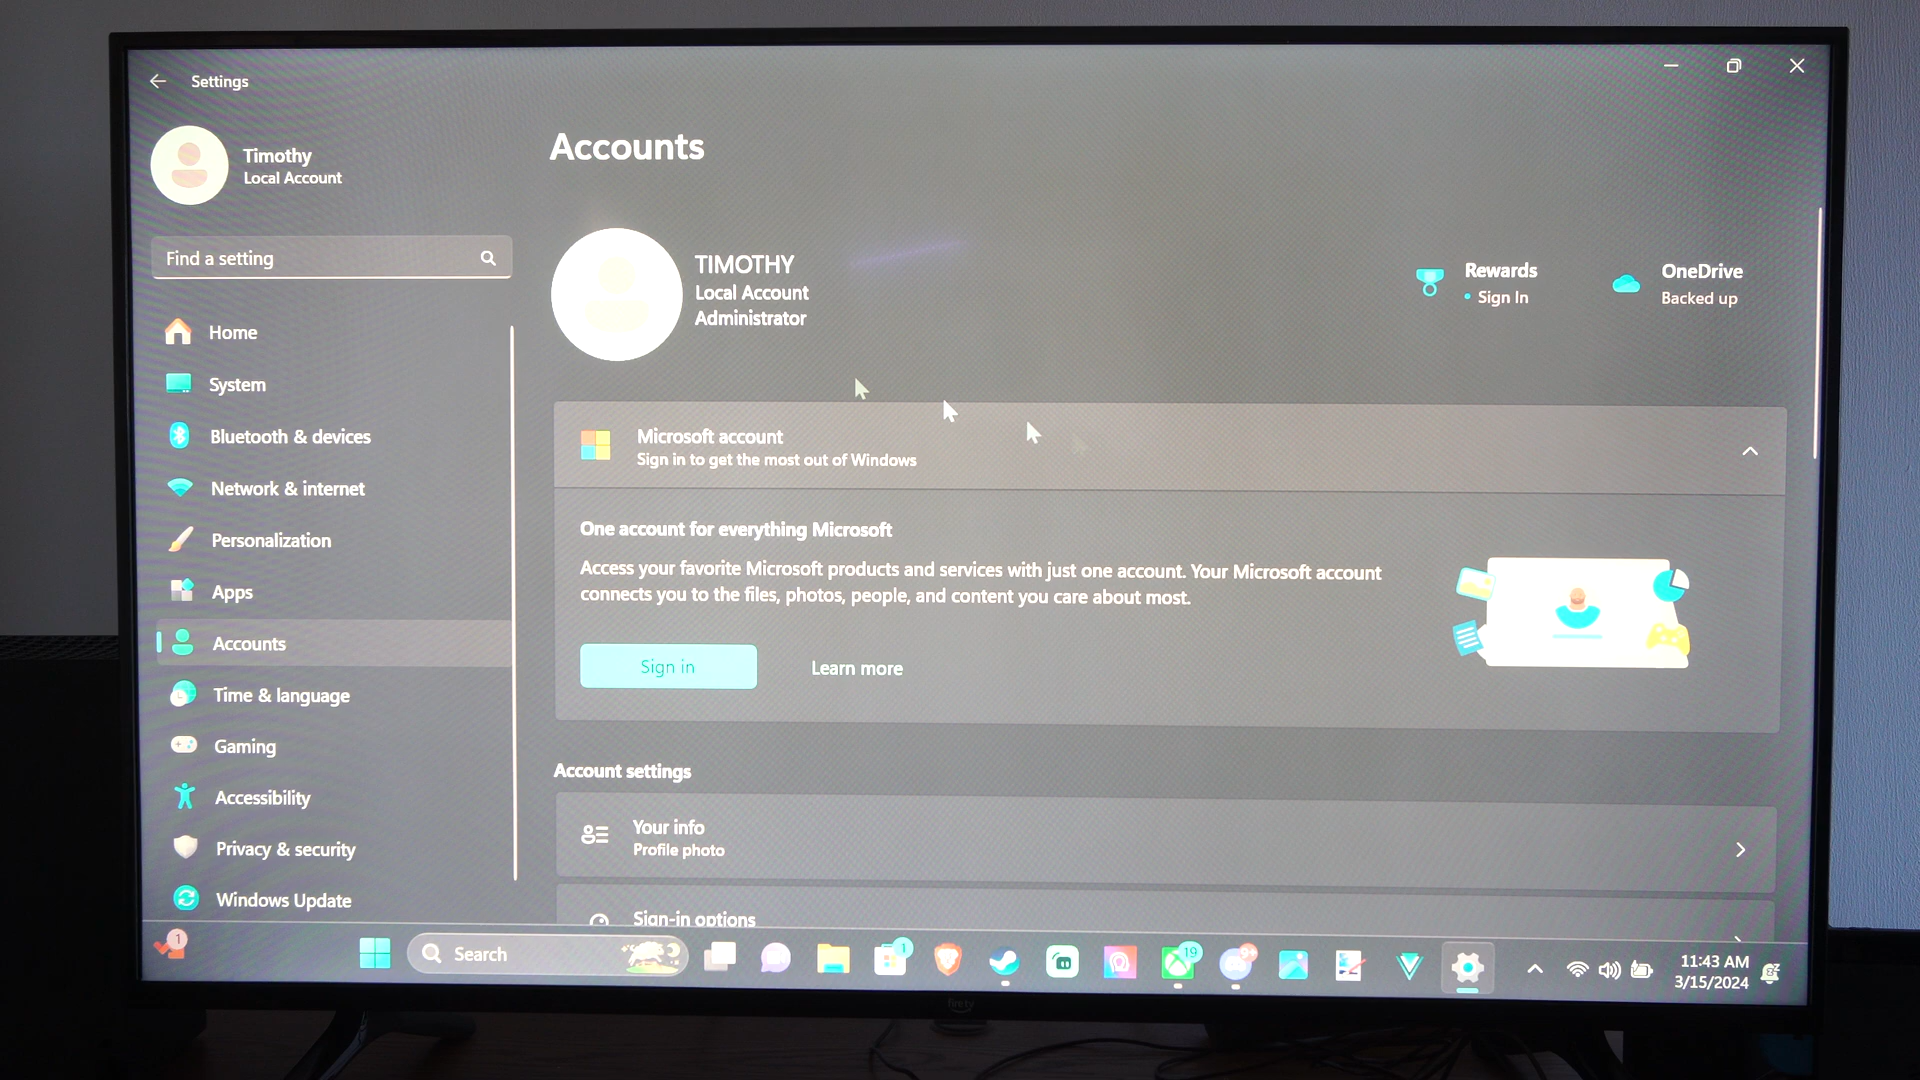 Settings
Timothy
Local Account
Find a setting
Home
System
Bluetooth & devices
Network & internet
Personalization
Apps
Accounts
Time & language
Gaming
Accessibility
Privacy & security
Windows Update
Accounts
TIMOTHY
Local Account
Administrator
Rewards
• Sign In
OneDrive
Backed up
Microsoft account
Sign in to get the most out of Windows
One account for everything Microsoft
Access your favorite Microsoft products and services with just one account. Your Microsoft account
connects you to the files, photos, people, and content you care about most.
Sign in
Learn more
Account settings
Your info
Profile photo
Sign-in options
1
Search
1
19
9+
11:43 AM
3/15/2024
firetv